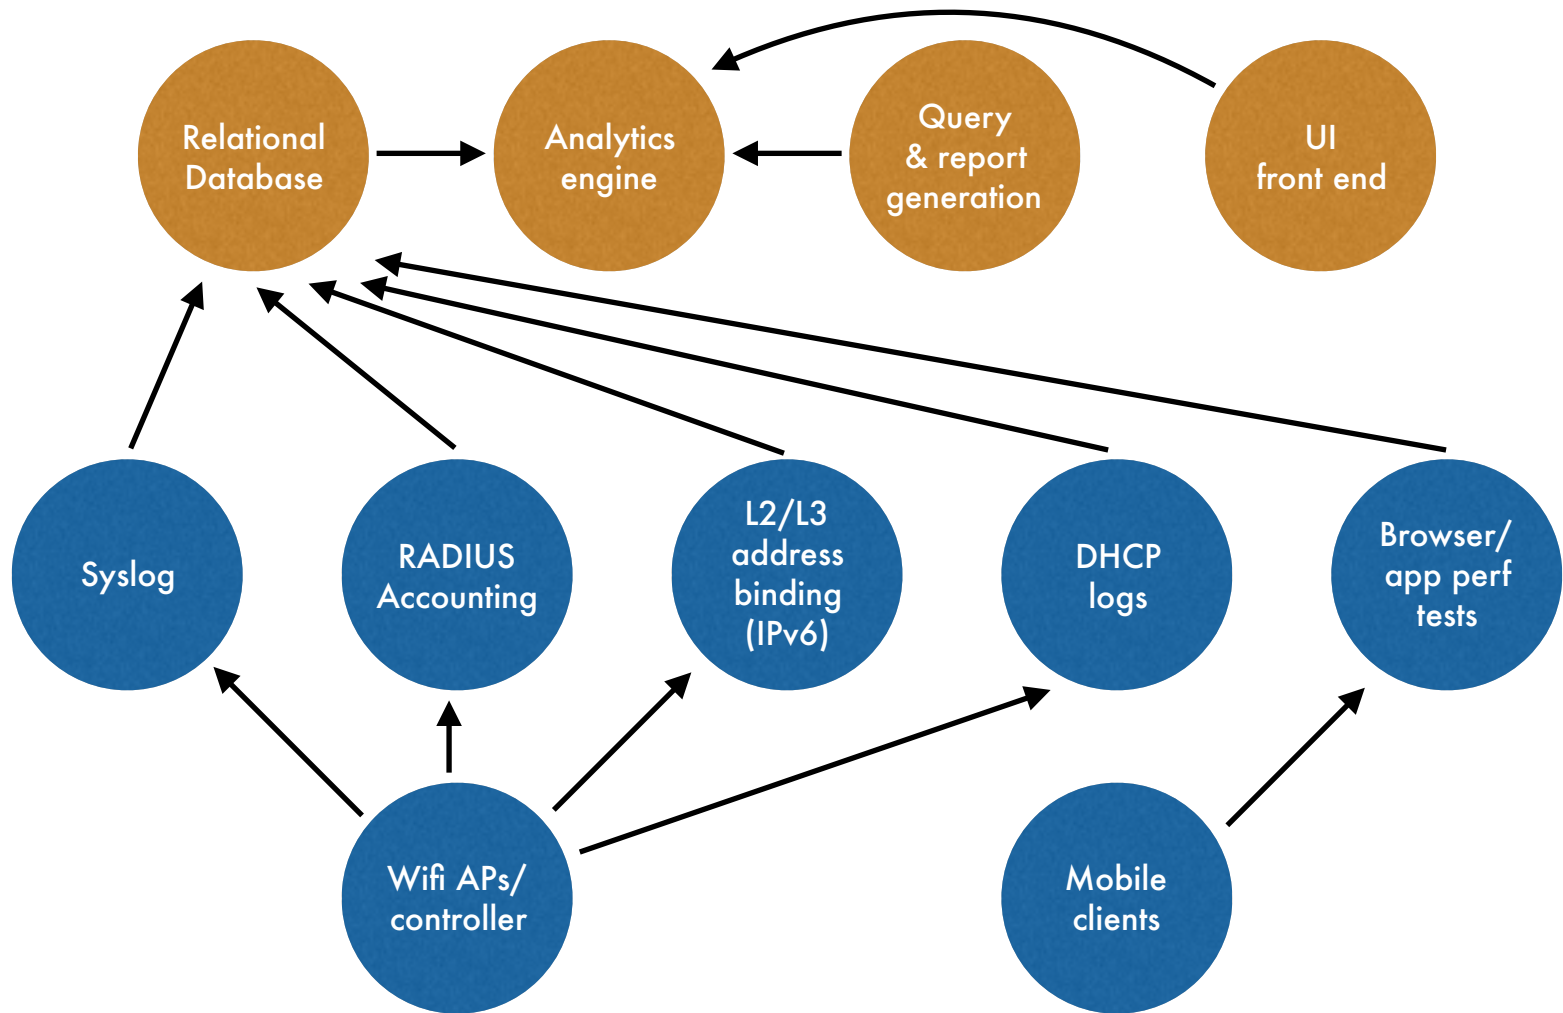 Relational
Database
Analytics
engine
Query
& report
generation
UI
front end
Syslog
RADIUS
Accounting
L2/L3
address
binding
(IPv6)
DHCP
logs
Browser/
app perf
tests
Wifi APs/
controller
Mobile
clients